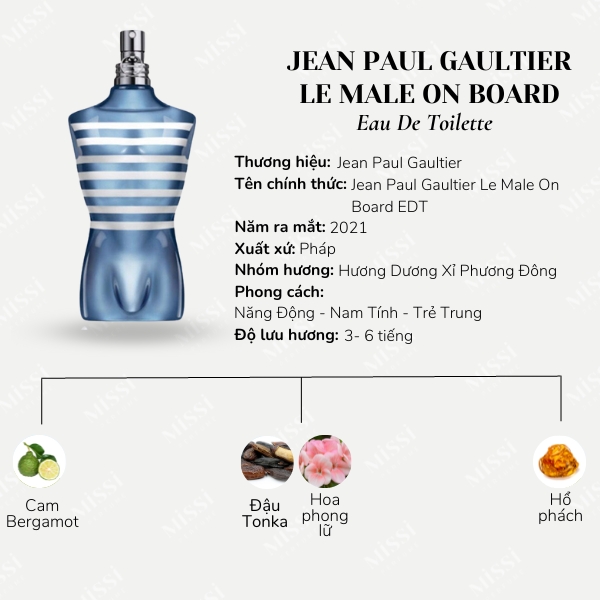 JEAN PAUL GAULTIER
LE MALE ON BOARD
Eau De Toilette
Thương hiệu: Jean Paul Gaultier
Tên chính thức: Jean Paul Gaultier Le Male On
Board EDT
Năm ra mắt: 2021
Xuất xứ: Pháp
Nhóm hương: Hương Dương Xỉ Phương Đông
Phong cách:
Năng Động - Nam Tính - Trẻ Trung
Độ lưu hương: 3- 6 tiếng
Cam
Bergamot
Đậu
Tonka
Hoa
phong
lữ
Hổ
phách
MISSI